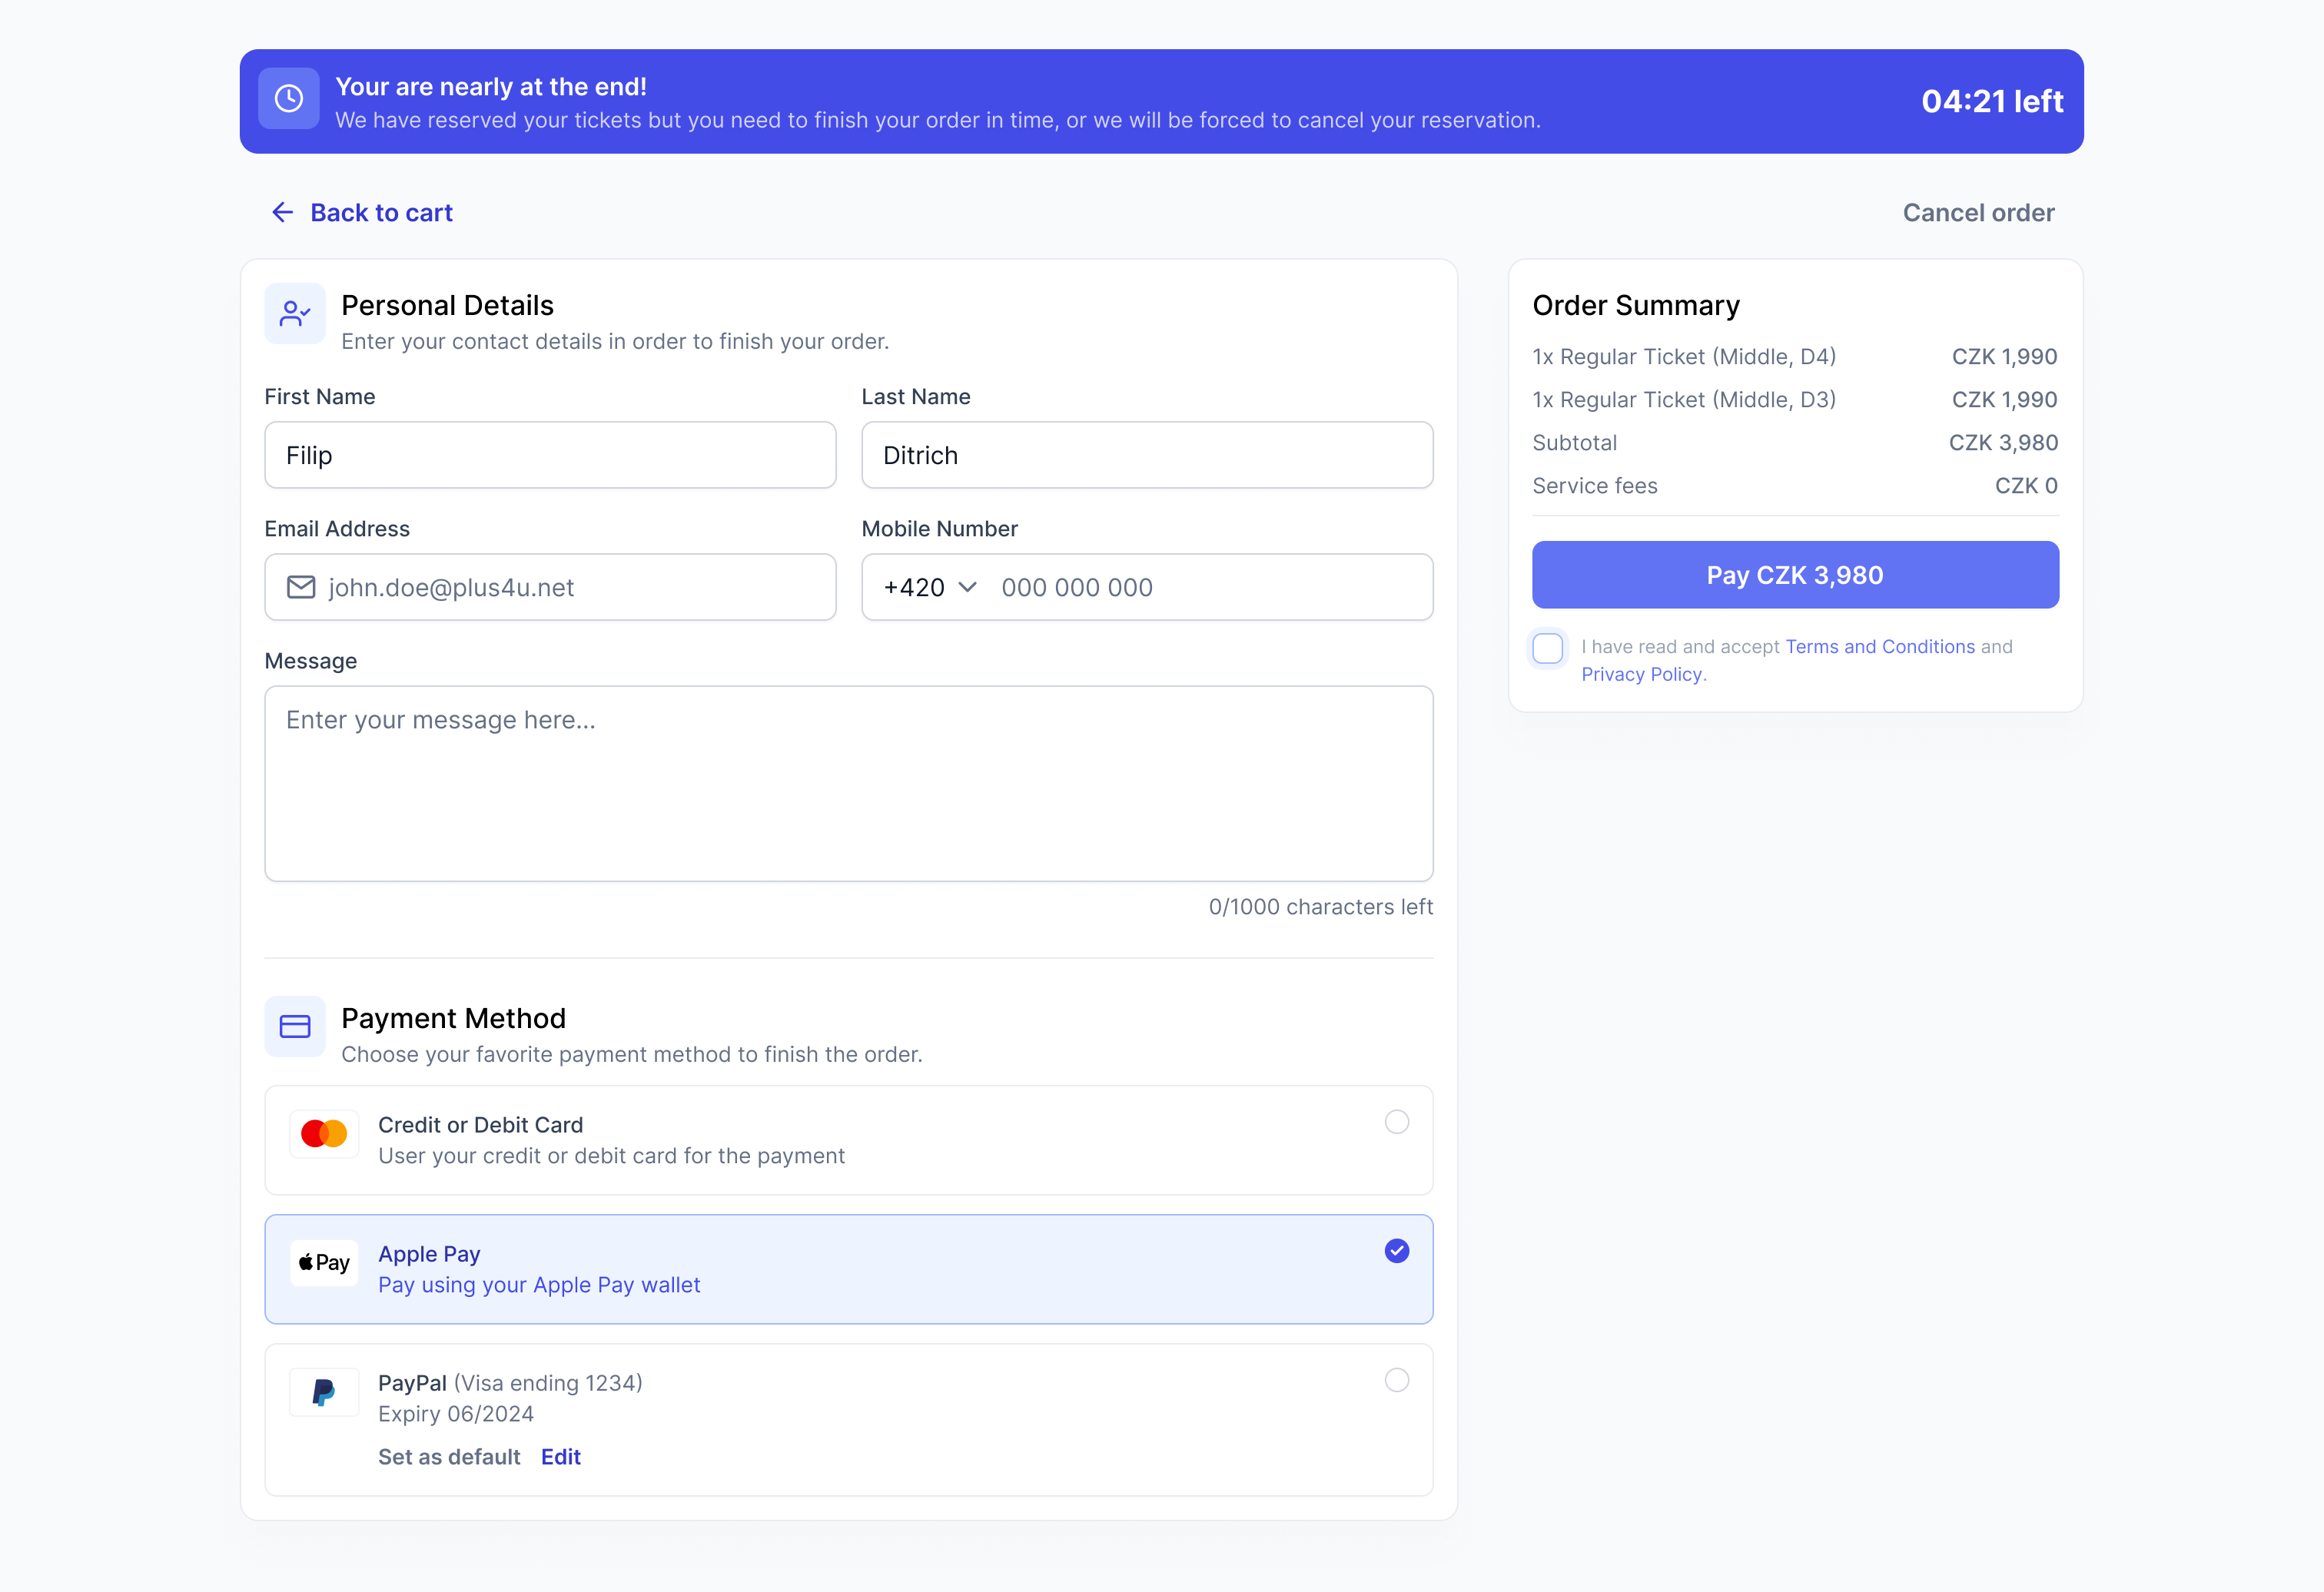 Your are nearly at the end!
We have reserved your tickets but you need to finish your order in time, or we will be forced to cancel your reservation.
04:21 left
Back to cart
Cancel order
Personal Details
Enter your contact details in order to finish your order.
First Name
Last Name
Filip
Ditrich
Email Address
Mobile Number
john.doe@plus4u.net
+420
000 000 000
Message
Enter your message here...
0/1000 characters left
Payment Method
Choose your favorite payment method to finish the order.
Credit or Debit Card
User your credit or debit card for the payment
Pay
Apple Pay
Pay using your Apple Pay wallet
PayPal (Visa ending 1234)
Expiry 06/2024
Set as default
Edit
Order Summary
1x Regular Ticket (Middle, D4)
CZK 1,990
1x Regular Ticket (Middle, D3)
CZK 1,990
Subtotal
CZK 3,980
Service fees
CZK 0
Pay CZK 3,980
I have read and accept Terms and Conditions and
Privacy Policy.